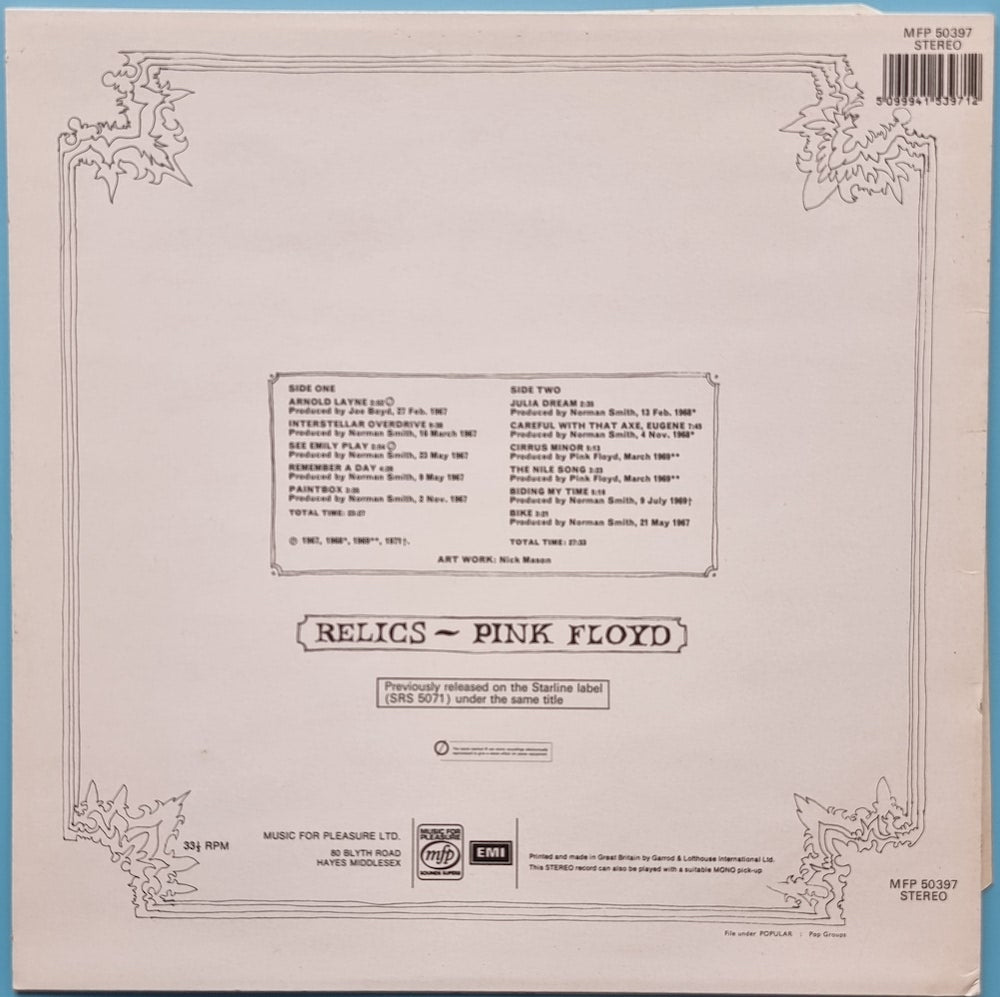 MFP 50397
STEREO
5 099941 539712
SIDE ONE
ARNOLD LAYNE
Produced by Joe Boyd, 27 Feb. 1967
INTERSTELLAR OVERDRIVE
Produced by Norman Smith, 16 March 1967
SEE EMILY PLAY
Produced by Norman Smith, 23 May 1967
REMEMBER A DAY
Produced by Norman Smith, May 1967
PAINTBOX
Produced by Norman Smith, 2 Nov. 1967
TOTAL TIME:
℗ 1967, 1968*, 1969**, 1971†.
SIDE TWO
JULIA DREAM
Produced by Norman Smith, 13 Feb. 1968*
CAREFUL WITH THAT AXE, EUGENE
Produced by Norman Smith, 4 Nov. 1968*
CIRRUS MINOR
Produced by Pink Floyd, March 1969**
THE NILE SONG
Produced by Pink Floyd, March 1969**
BIDING MY TIME
Produced by Norman Smith, 9 July 1969†
BIKE
Produced by Norman Smith, 21 May 1967
TOTAL TIME:
ART WORK: Nick Mason
RELICS ~ PINK FLOYD
Previously released on the Starline label
(SRS 5071) under the same title
33⅓ RPM
MUSIC FOR PLEASURE LTD.
80 BLYTH ROAD
HAYES MIDDLESEX
MUSIC FOR
PLEASURE
mfp
SOUNDS SUPERB
EMI
Printed and made in Great Britain by Garrod & Lofthouse International Ltd.
This STEREO record can also be played with a suitable MONO pick-up
MFP 50397
STEREO
File under POPULAR : Pop Groups